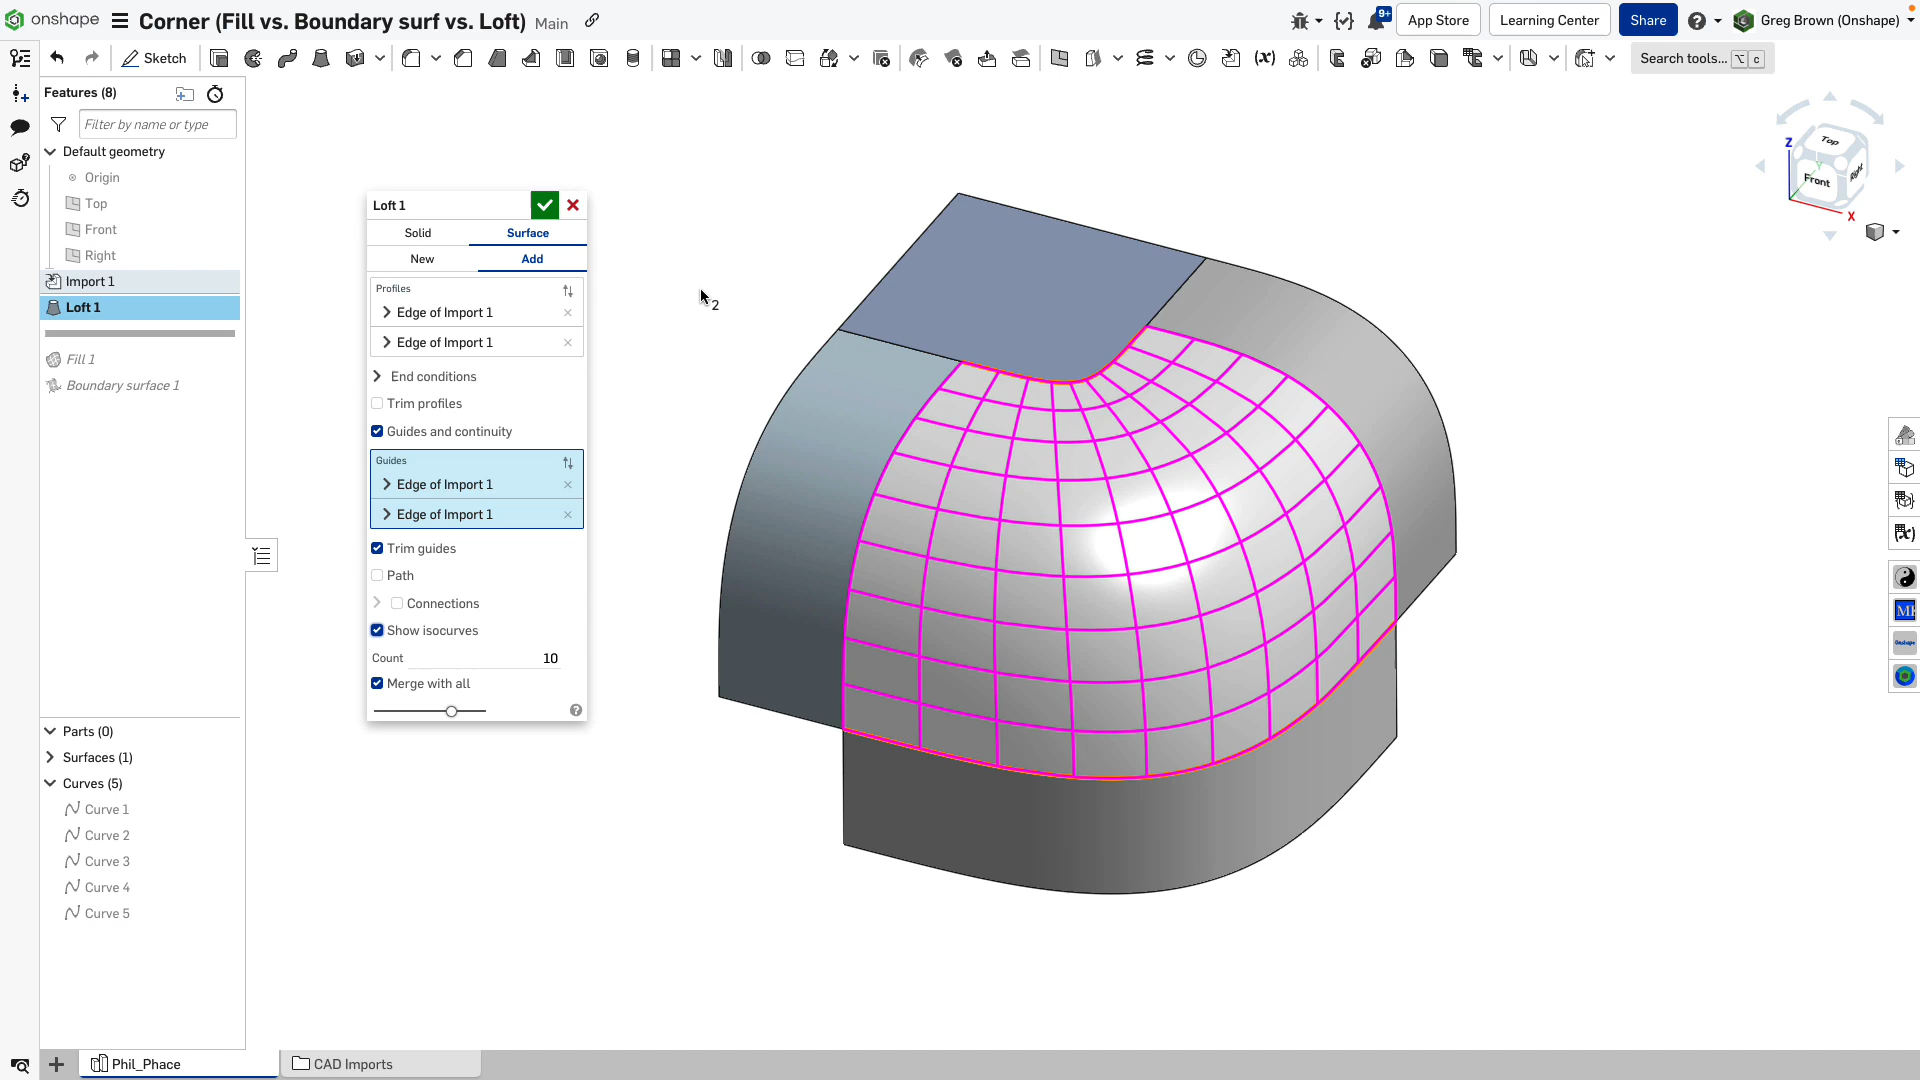 onshape Corner (Fill vs. Boundary surf vs. Loft) Main 9+ App Store Learning Center Share Greg Brown (Onshape)
Sketch Search tools... ⌥ c
Features (8)
Filter by name or type
Default geometry
Origin
Top
Front
Right
Import 1
Loft 1
Fill 1
Boundary surface 1
Parts (0)
Surfaces (1)
Curves (5)
Curve 1
Curve 2
Curve 3
Curve 4
Curve 5
Loft 1
Solid Surface
New Add
Profiles
Edge of Import 1
Edge of Import 1
End conditions
Trim profiles
Guides and continuity
Guides
Edge of Import 1
Edge of Import 1
Trim guides
Path
Connections
Show isocurves
Count 10
Merge with all
2
Top
Z
Y
Front Right
X
(x)
Onshape
Phil_Phace CAD Imports